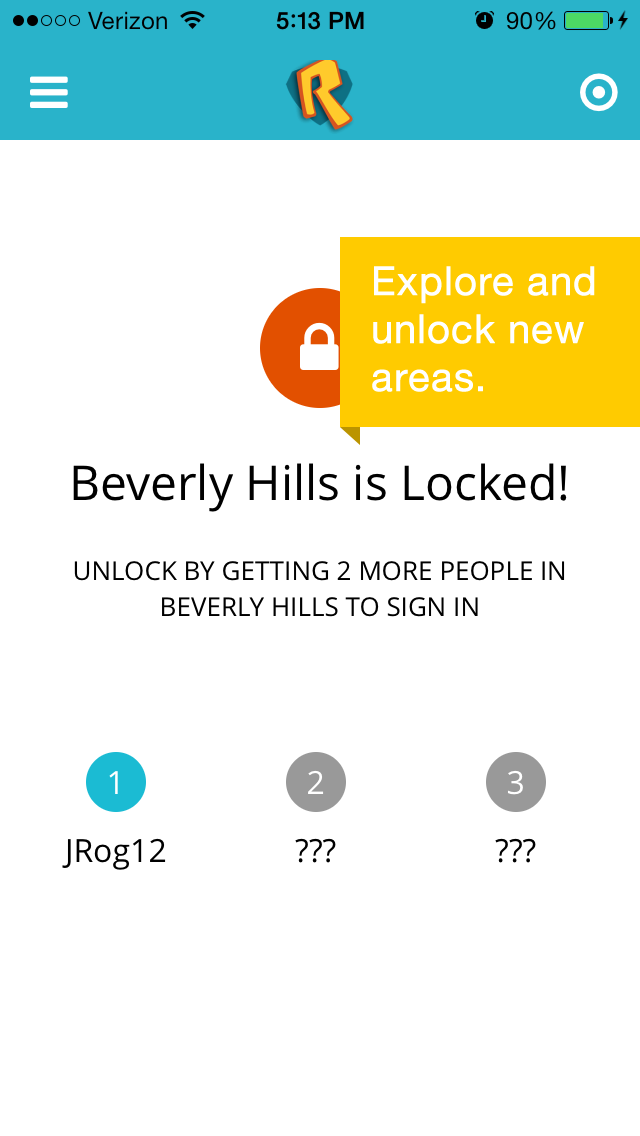 Verizon 5:13 PM 90%
R
Explore and
unlock new
areas.
Beverly Hills is Locked!
UNLOCK BY GETTING 2 MORE PEOPLE IN
BEVERLY HILLS TO SIGN IN
1 2 3
JRog12 ??? ???